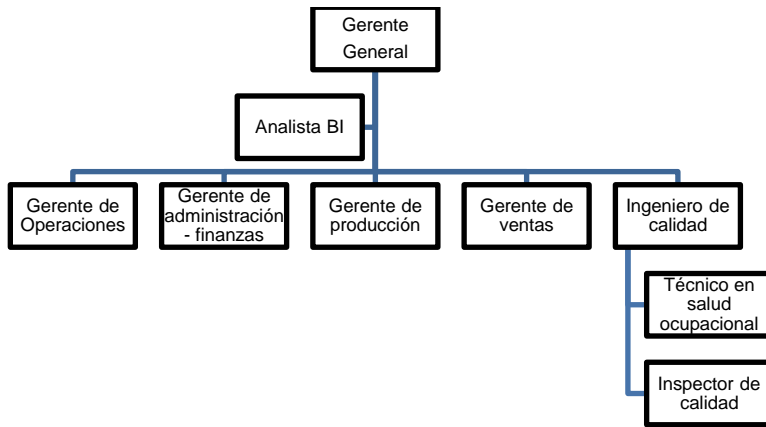 Gerente
General
Analista BI
Gerente de
Operaciones
Gerente de
administración
- finanzas
Gerente de
producción
Gerente de
ventas
Ingeniero de
calidad
Técnico en
salud
ocupacional
Inspector de
calidad